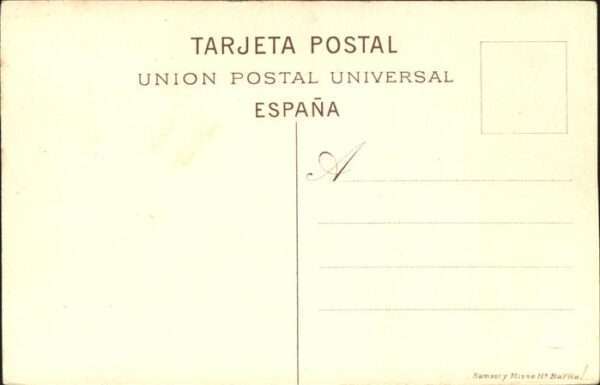 TARJETA POSTAL
UNION POSTAL UNIVERSAL
ESPAÑA
A